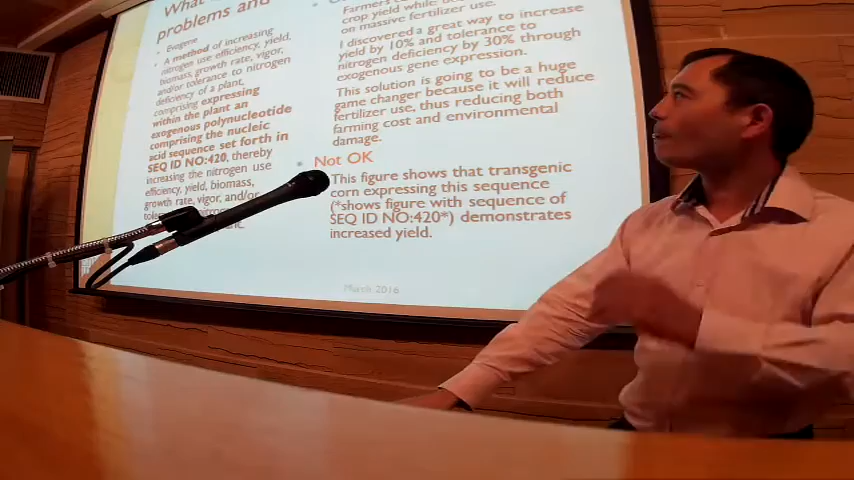 What
problems and
Exogene
A method of increasing
nitrogen use efficiency, yield,
biomass, growth rate, vigor,
and/or tolerance to nitrogen
deficiency of a plant,
comprising expressing
within the plant an
exogenous polynucleotide
comprising the nucleic
acid sequence set forth in
SEQ ID NO:420, thereby
increasing the nitrogen use
efficiency, yield, biomass,
growth rate, vigor, and/or
Farmers
crop yield while
on massive fertilizer use.
I discovered a great way to increase
yield by 10% and tolerance to
nitrogen deficiency by 30% through
exogenous expression of
This solution is going to be a huge
game changer because it will reduce
fertilizer usage, thus reducing both
farming cost and environmental
damage.
Not OK
This figure shows that transgenic
corn expressing this sequence
(*shows figure with sequence of
SEQ ID NO:420*), demonstrates
increased yield.
March 2016